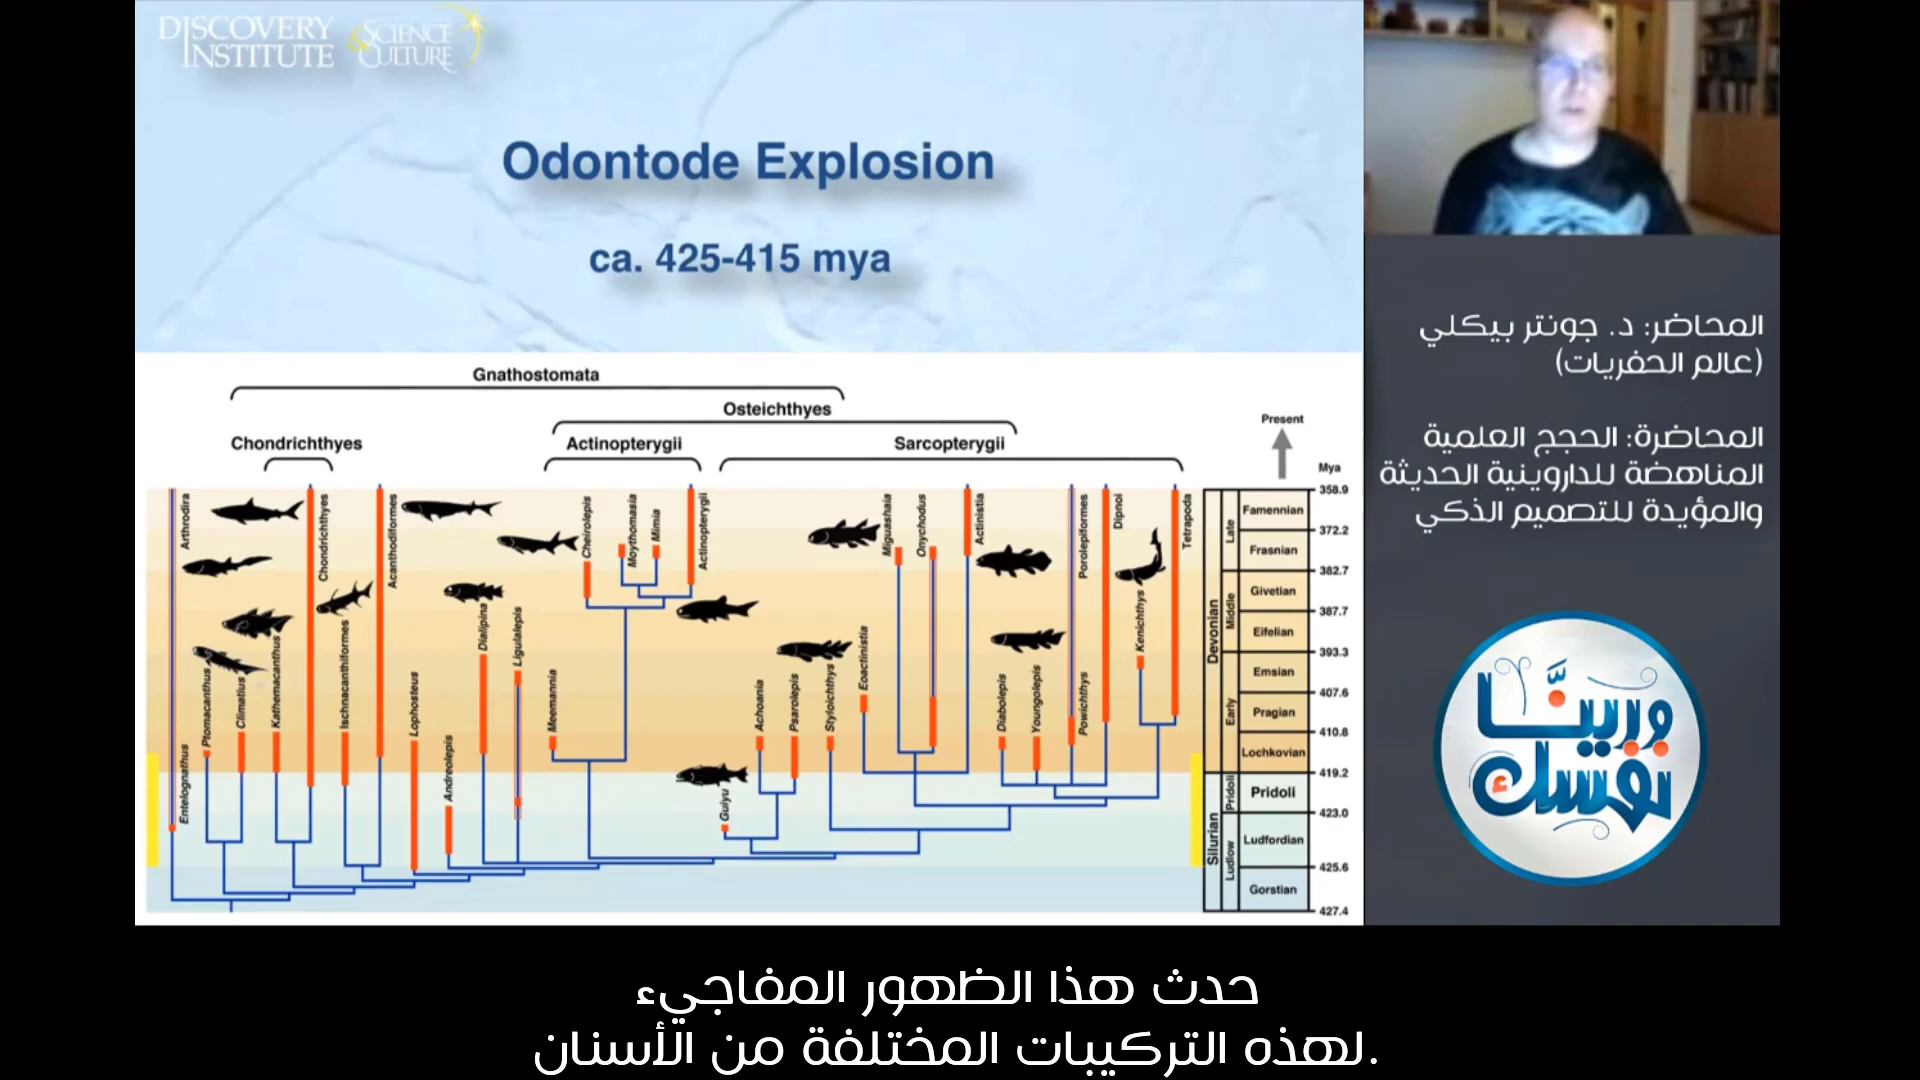 DISCOVERY
INSTITUTE
SCIENCE
& CULTURE
Odontode Explosion
ca. 425-415 mya
Gnathostomata
Osteichthyes
Chondrichthyes
Actinopterygii
Sarcopterygii
Present
Mya
Arthrodira
Entelognathus
Ptomacanthus
Climatius
Kathemacanthus
Chondrichthyes
Ischnacanthiformes
Acanthodiformes
Lophosteus
Andreolepis
Dialipina
Ligulalepis
Meemannia
Cheirolepis
Moythomasia
Mimia
Actinopterygii
Guiyu
Achoania
Psarolepis
Styloichthys
Eoactinistia
Miguashaia
Onychodus
Actinistia
Diabolepis
Youngolepis
Powichthys
Porolepiformes
Dipnoi
Kenichthys
Tetrapoda
Devonian
Late
Middle
Early
Silurian
Pridoli
Ludlow
Famennian
Frasnian
Givetian
Eifelian
Emsian
Pragian
Lochkovian
Pridoli
Ludfordian
Gorstian
358.9
372.2
382.7
387.7
393.3
407.6
410.8
419.2
423.0
425.6
427.4
المحاضر: د. جونتر بيكلي
(عالم الحفريات)
المحاضرة: الحجج العلمية
المناهضة للداروينية الحديثة
والمؤيدة للتصميم الذكي
ورينا
نفسك
حدث هذا الظهور المفاجيء
لهذه التركيبات المختلفة من الأسنان.